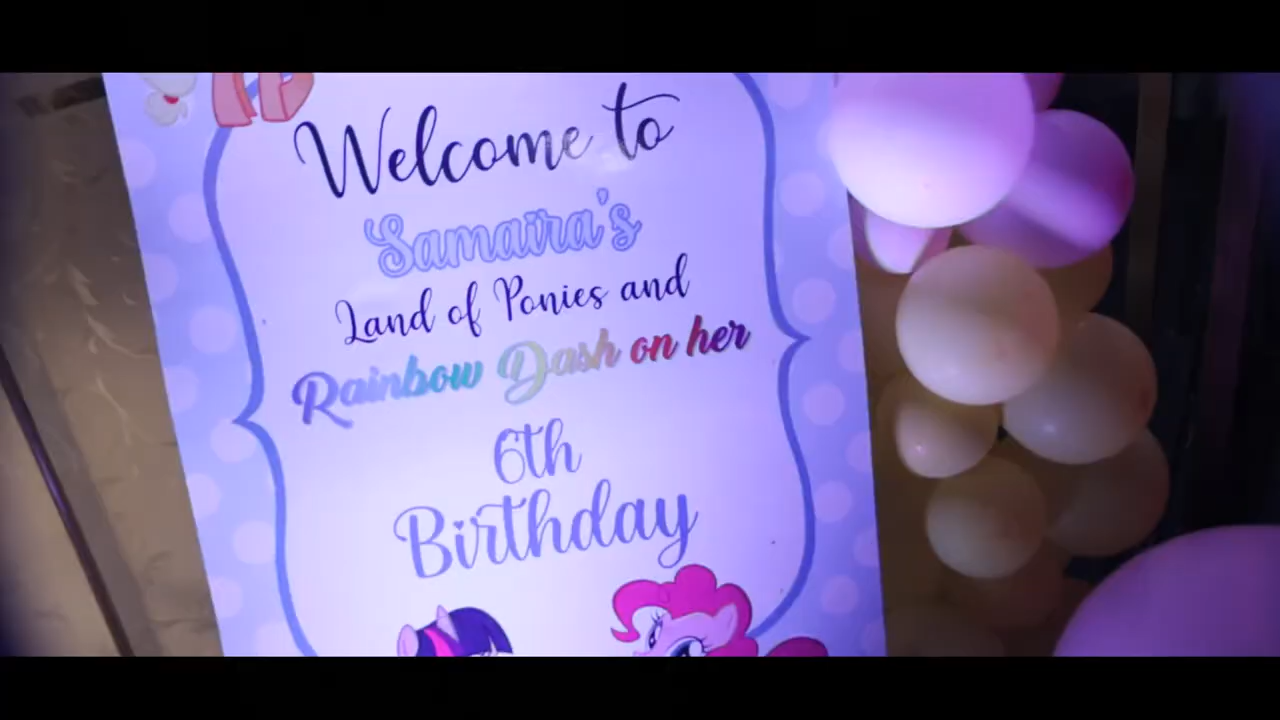 Welcome to
Samaira's
Land of Ponies and
Rainbow Dash on her
6th
Birthday